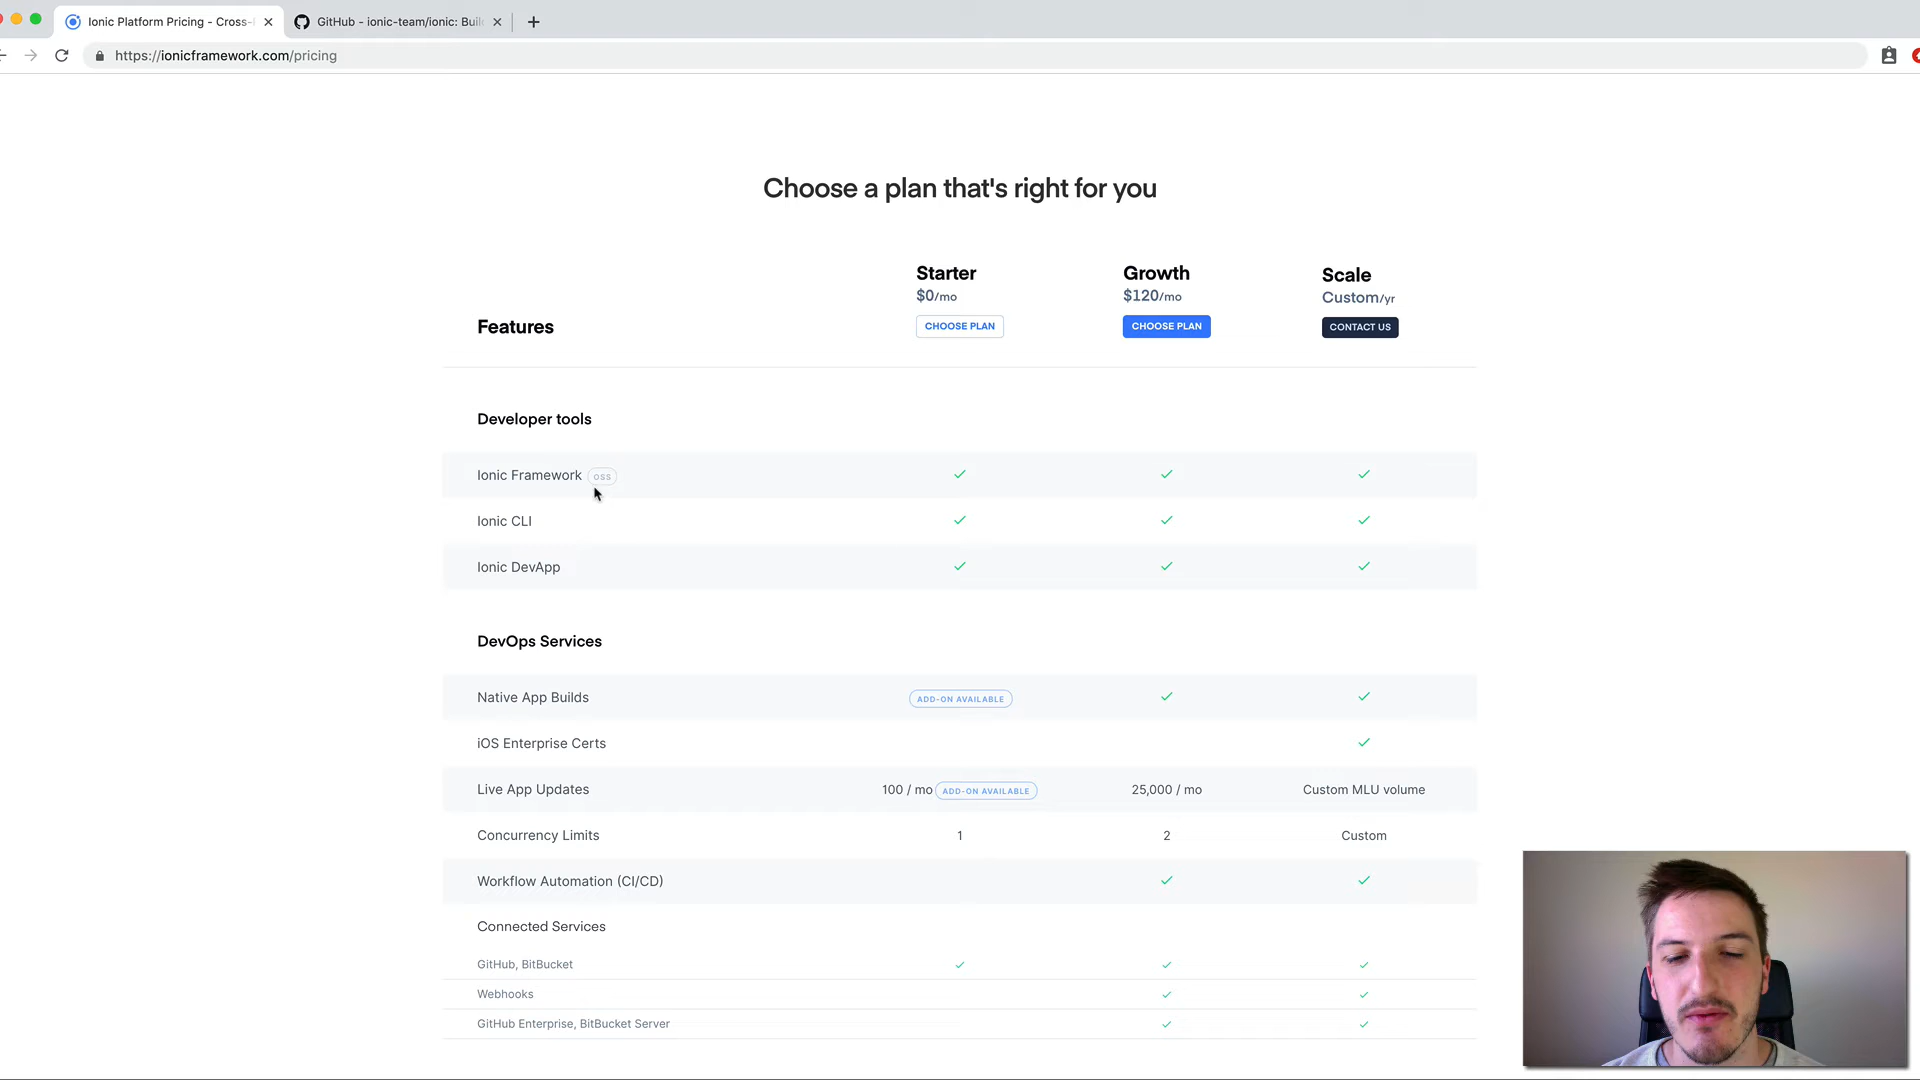 Ionic Platform Pricing - Cross-
GitHub - ionic-team/ionic: Buil
https://ionicframework.com/pricing
Choose a plan that's right for you
Features
Starter
$0/mo
CHOOSE PLAN
Growth
$120/mo
CHOOSE PLAN
Scale
Custom/yr
CONTACT US
Developer tools
Ionic Framework OSS
Ionic CLI
Ionic DevApp
DevOps Services
Native App Builds ADD-ON AVAILABLE
iOS Enterprise Certs
Live App Updates 100 / mo ADD-ON AVAILABLE 25,000 / mo Custom MLU volume
Concurrency Limits 1 2 Custom
Workflow Automation (CI/CD)
Connected Services
GitHub, BitBucket
Webhooks
GitHub Enterprise, BitBucket Server